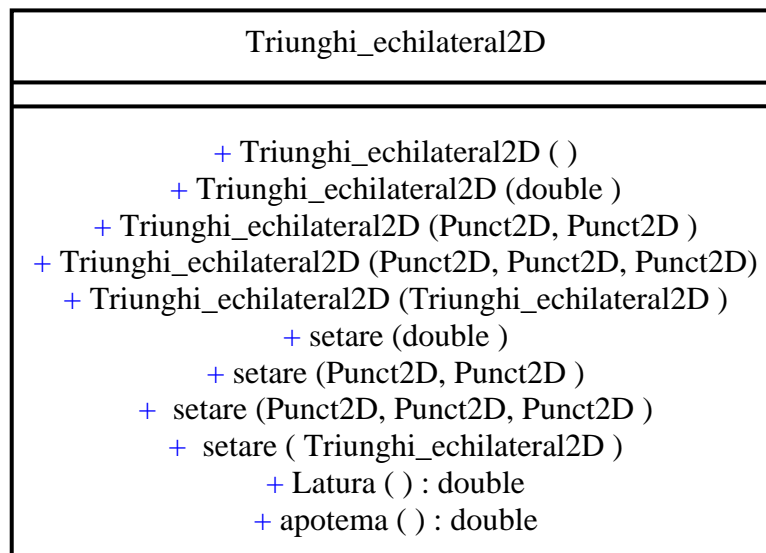 Triunghi_echilateral2D
+ Triunghi_echilateral2D ( )
+ Triunghi_echilateral2D (double )
+ Triunghi_echilateral2D (Punct2D, Punct2D )
+ Triunghi_echilateral2D (Punct2D, Punct2D, Punct2D)
+ Triunghi_echilateral2D (Triunghi_echilateral2D )
+ setare (double )
+ setare (Punct2D, Punct2D )
+ setare (Punct2D, Punct2D, Punct2D )
+ setare ( Triunghi_echilateral2D )
+ Latura ( ) : double
+ apotema ( ) : double